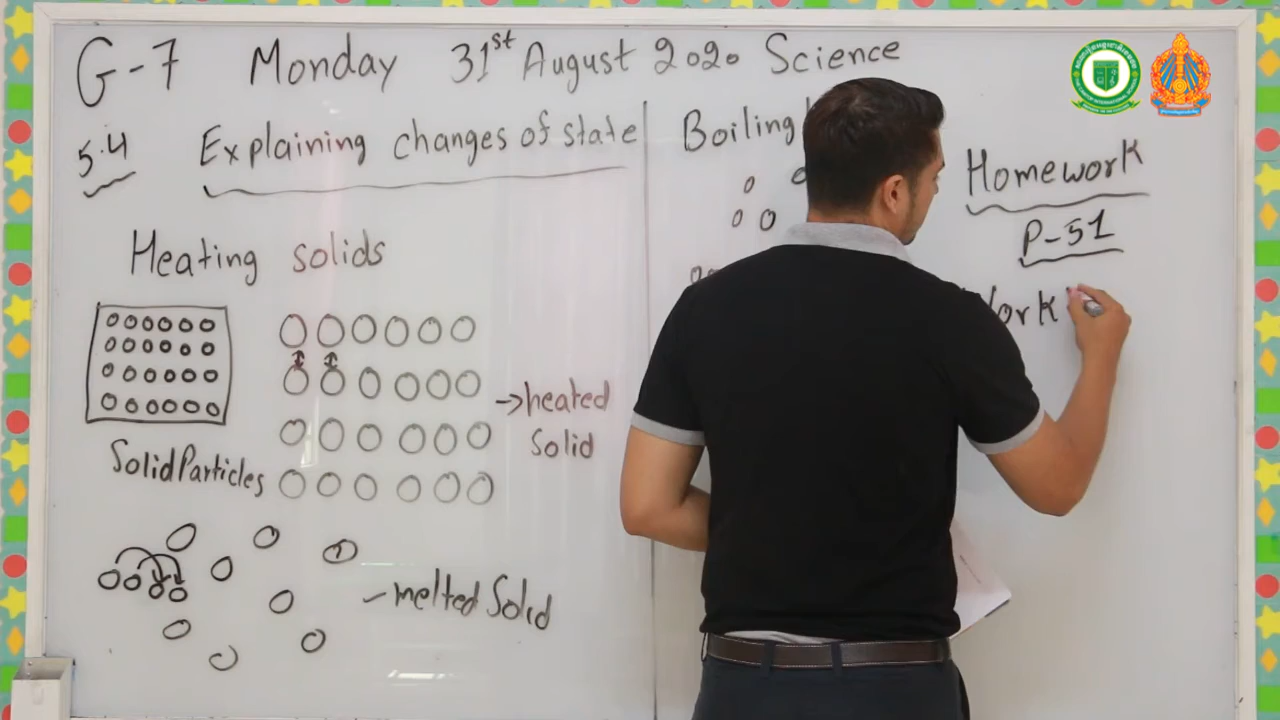 G-7 Monday 31st August 2020 Science
5.4 Explaining changes of state
Heating solids
Solid Particles
→heated
Solid
-melted Solid
Boiling
Homework
P-51
Work